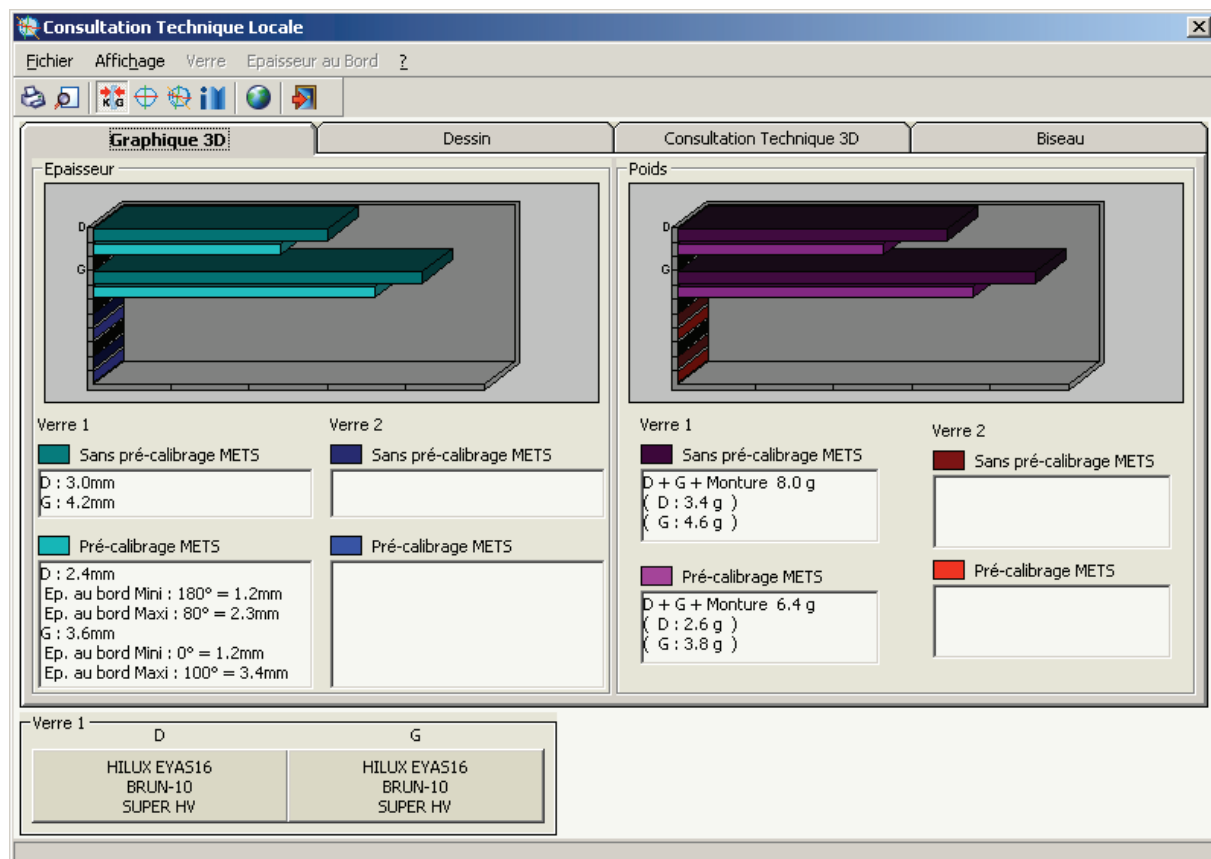 Consultation Technique Locale
Fichier Affichage Verre Epaisseur au Bord ?
K G
Graphique 3D Dessin Consultation Technique 3D Biseau
Epaisseur
D
G
Verre 1 Verre 2
Sans pré-calibrage METS Sans pré-calibrage METS
D : 3.0mm
G : 4.2mm
Pré-calibrage METS Pré-calibrage METS
D : 2.4mm
Ep. au bord Mini : 180° = 1.2mm
Ep. au bord Maxi : 80° = 2.3mm
G : 3.6mm
Ep. au bord Mini : 0° = 1.2mm
Ep. au bord Maxi : 100° = 3.4mm
Poids
D
G
Verre 1 Verre 2
Sans pré-calibrage METS Sans pré-calibrage METS
D + G + Monture 8.0 g
( D : 3.4 g )
( G : 4.6 g )
Pré-calibrage METS Pré-calibrage METS
D + G + Monture 6.4 g
( D : 2.6 g )
( G : 3.8 g )
Verre 1
D G
HILUX EYAS16 HILUX EYAS16
BRUN-10 BRUN-10
SUPER HV SUPER HV